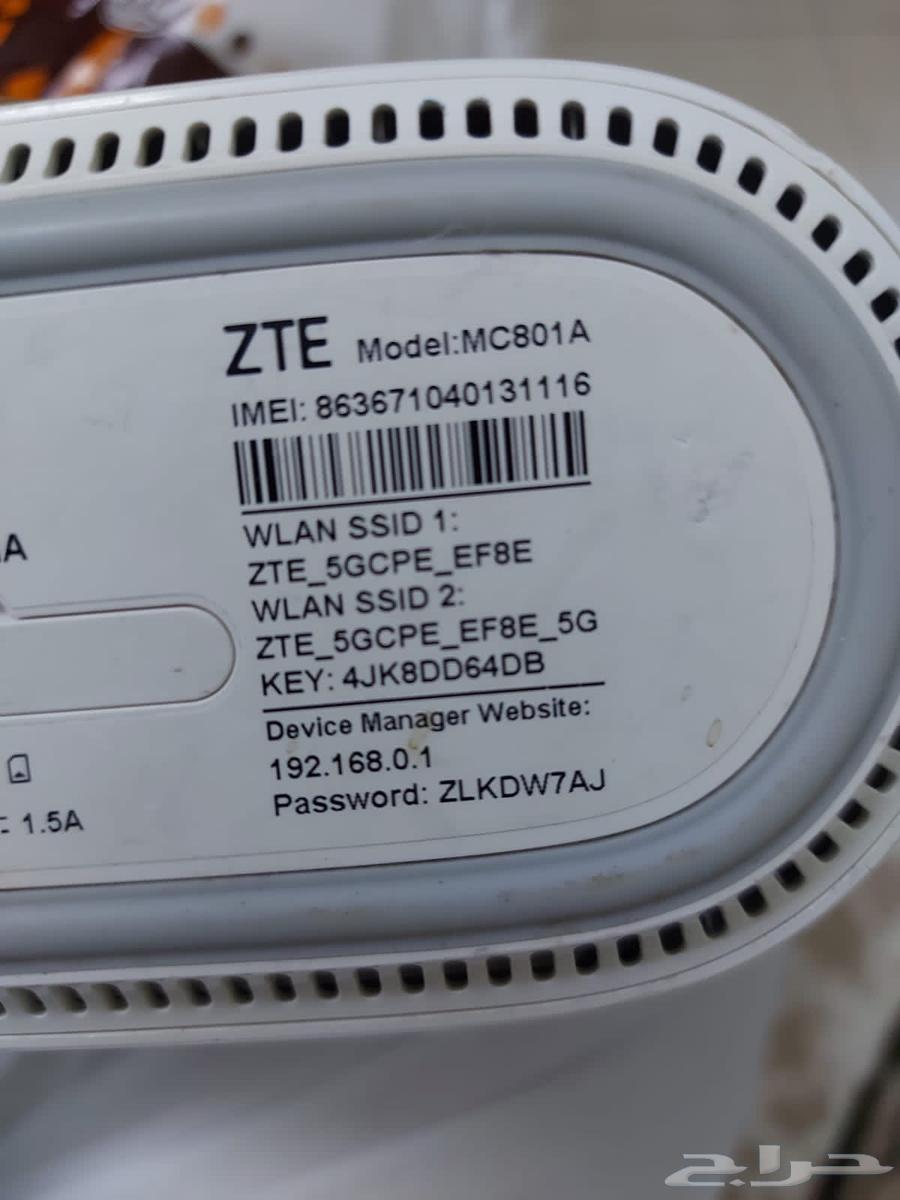 ZTE Model:MC801A
IMEI: 863671040131116
WLAN SSID 1:
ZTE_5GCPE_EF8E
WLAN SSID 2:
ZTE_5GCPE_EF8E_5G
KEY: 4JK8DD64DB
Device Manager Website:
192.168.0.1
Password: ZLKDW7AJ
A
1.5A
حراج